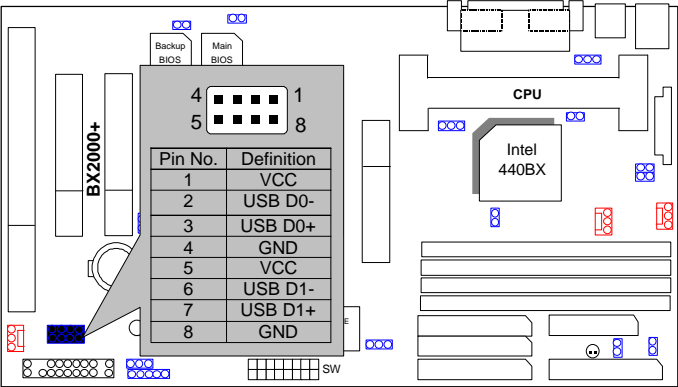 Backup
BIOS
Main
BIOS
BX2000+
4 1
5 8
Pin No. Definition
1 VCC
2 USB D0-
3 USB D0+
4 GND
5 VCC
6 USB D1-
7 USB D1+
8 GND
CPU
Intel
440BX
E
SW